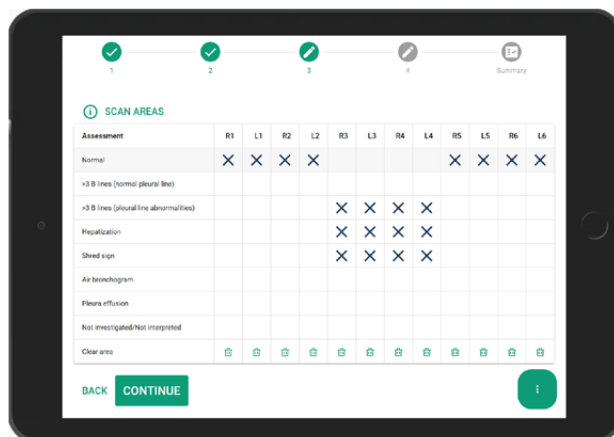 1 2 3 4 Summary
SCAN AREAS
Assessment R1 L1 R2 L2 R3 L3 R4 L4 R5 L5 R6 L6
Normal
>3 B lines (normal pleural line)
>3 B lines (pleural line abnormalities)
Hepatization
Shred sign
Air bronchogram
Pleura effusion
Not investigated/Not interpreted
Clear area
BACK CONTINUE